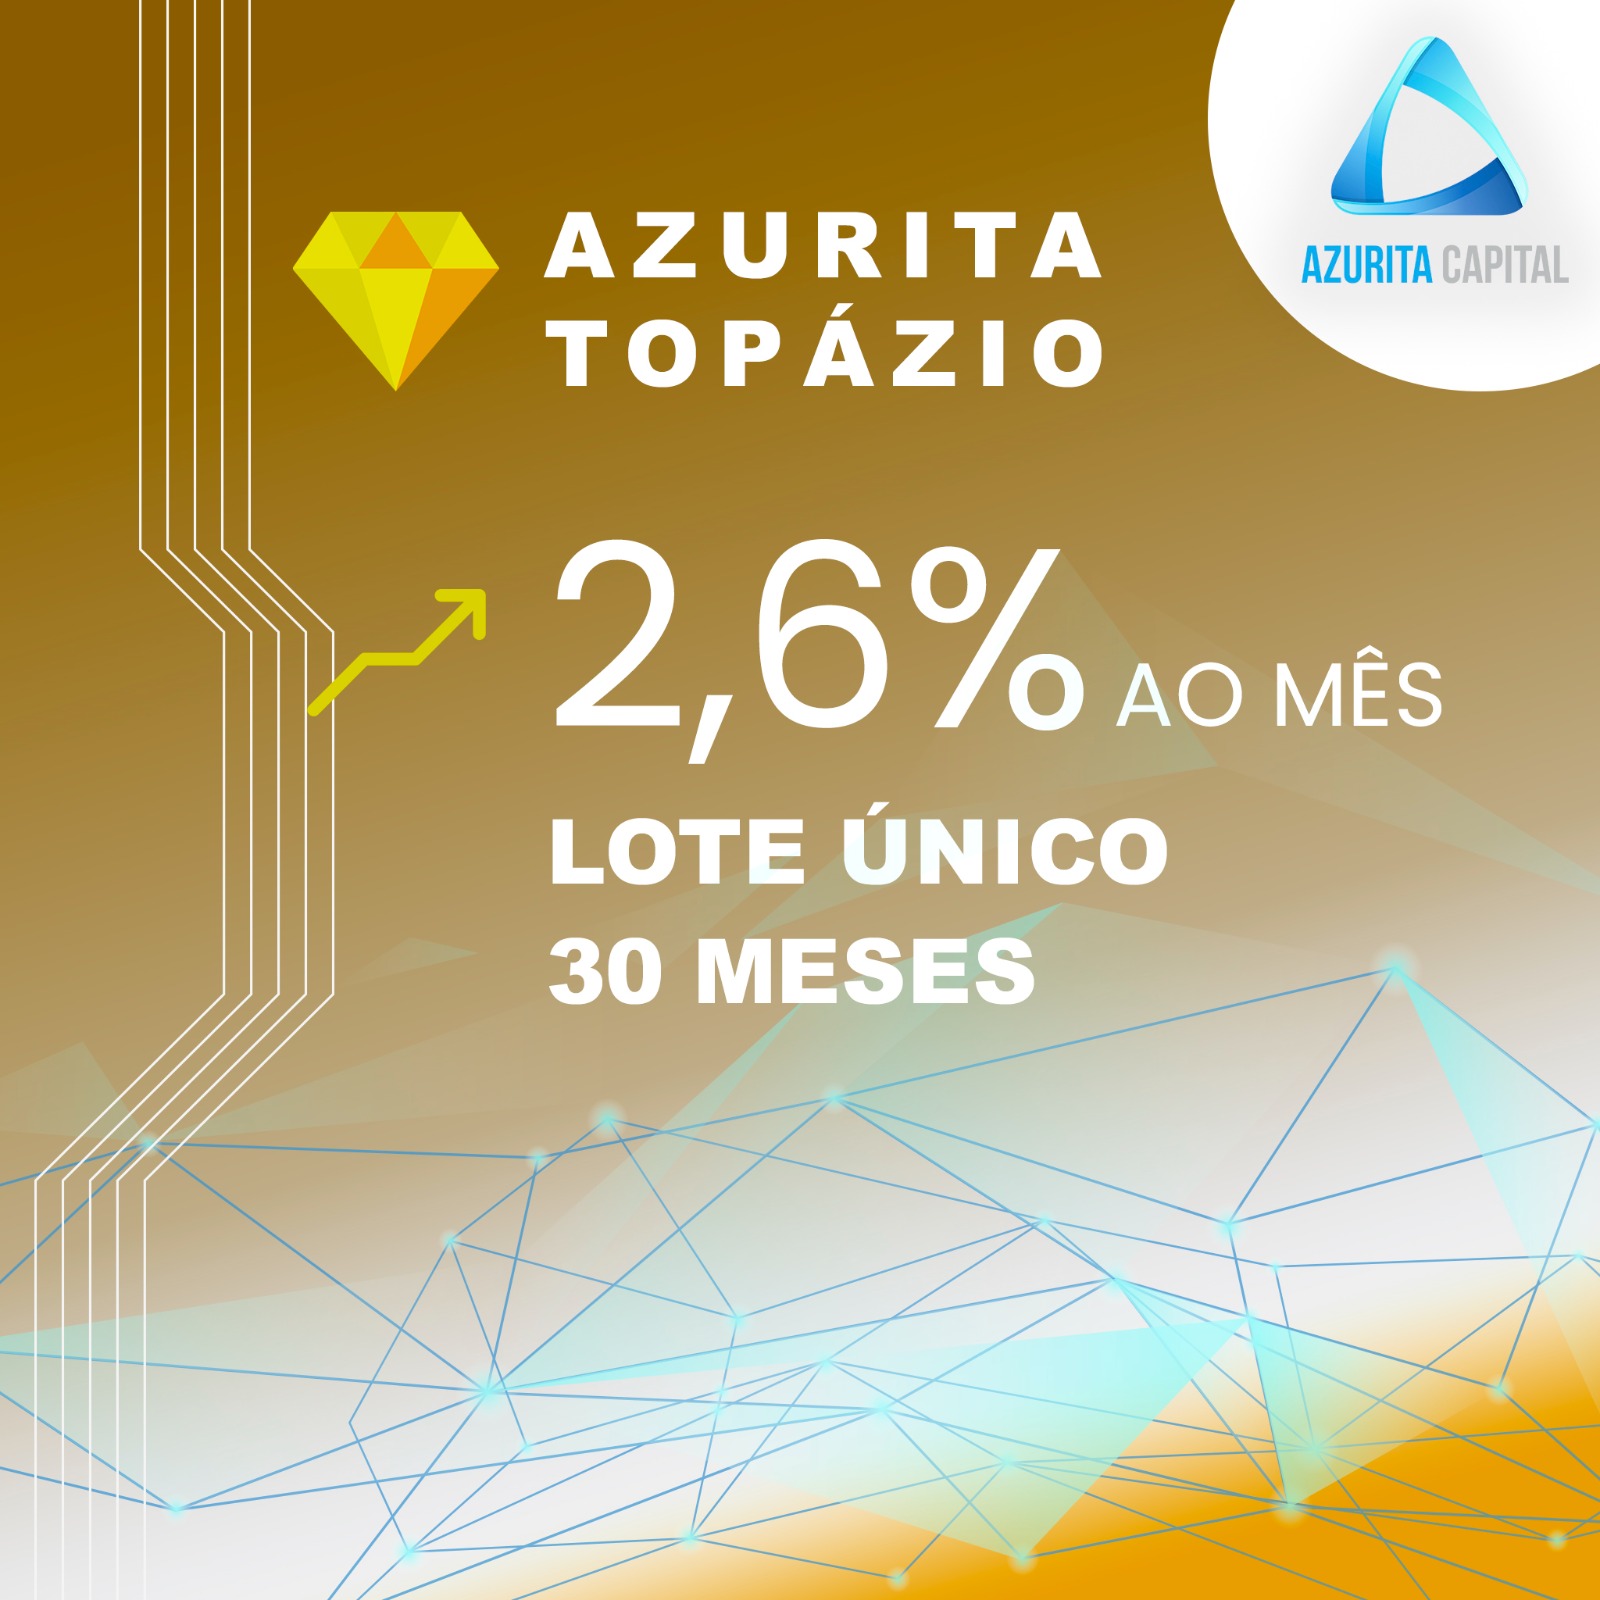 AZURITA CAPITAL
AZURITA
TOPÁZIO
2,6% AO MÊS
LOTE ÚNICO
30 MESES